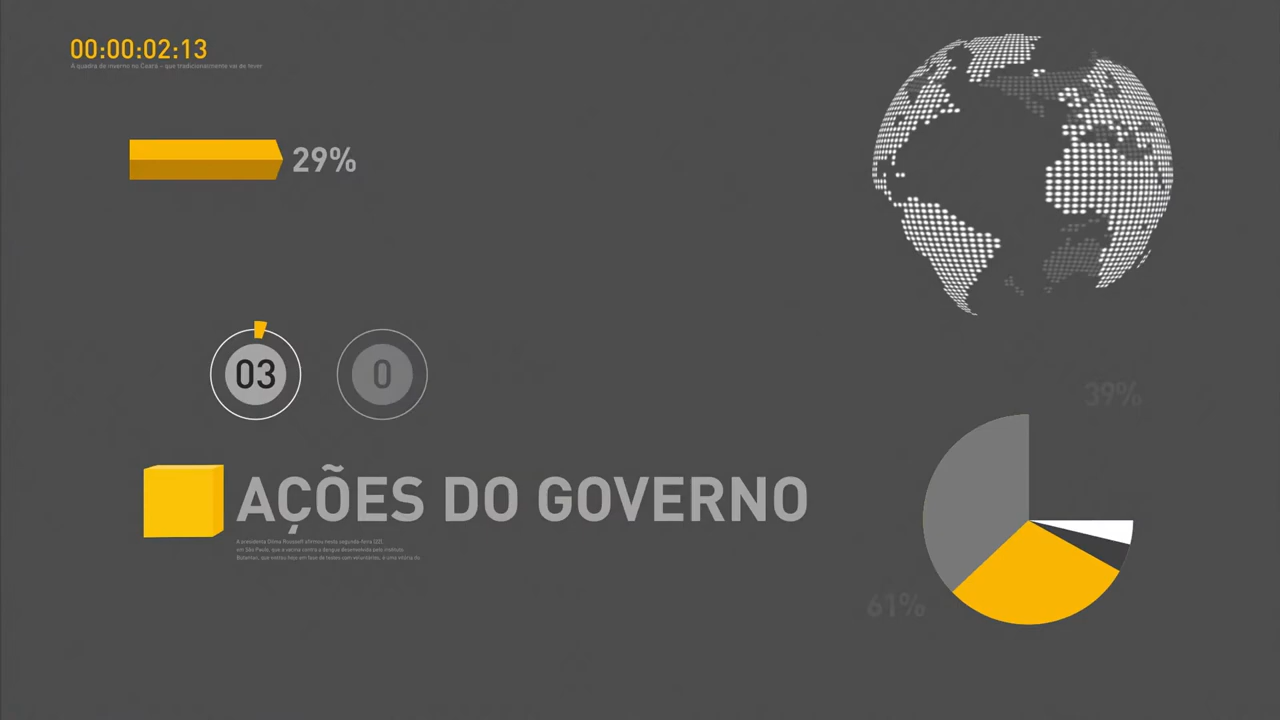 00:00:02:13
A quadra de inverno no Ceará – que tradicionalmente vai de fever
29%
03
0
39%
AÇÕES DO GOVERNO
A presidenta Dilma Rousseff afirmou nesta segunda-feira (22),
em São Paulo, que a vacina contra a dengue desenvolvida pelo Instituto
Butantan, que entrou hoje em fase de testes com voluntários, é uma vitória do
61%